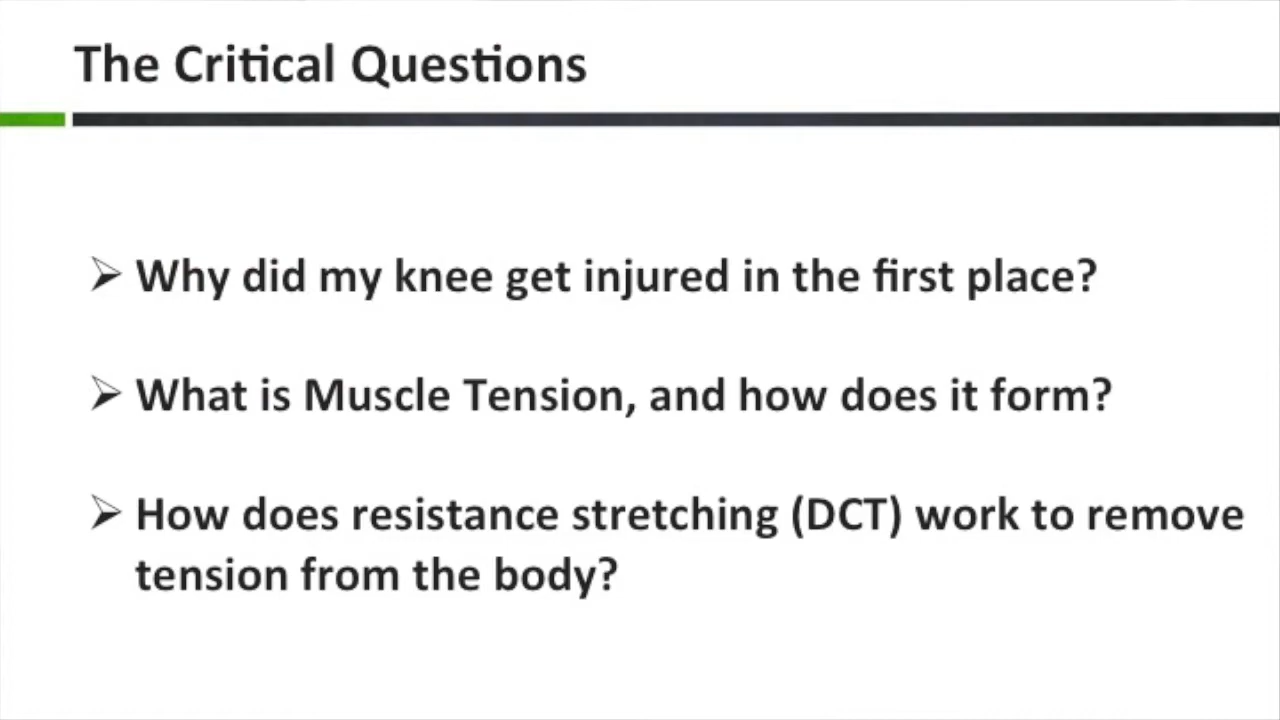 The Critical Questions
➢ Why did my knee get injured in the first place?
➢ What is Muscle Tension, and how does it form?
➢ How does resistance stretching (DCT) work to remove
tension from the body?